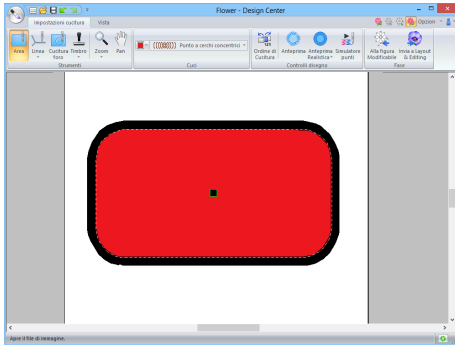 Flower - Design Center
Impostazioni cucitura Vista Opzion
Area Linea Cucitura foro Timbro Zoom Pan
Punto a cerchi concentrici
Ordine di Cucitura Anteprima Anteprima Realistica Simulatore punti
Alla figura Modificabile Invia a Layout & Editing
Strumenti Cuci Controlli disegno Fase
Apre il file di immagine.